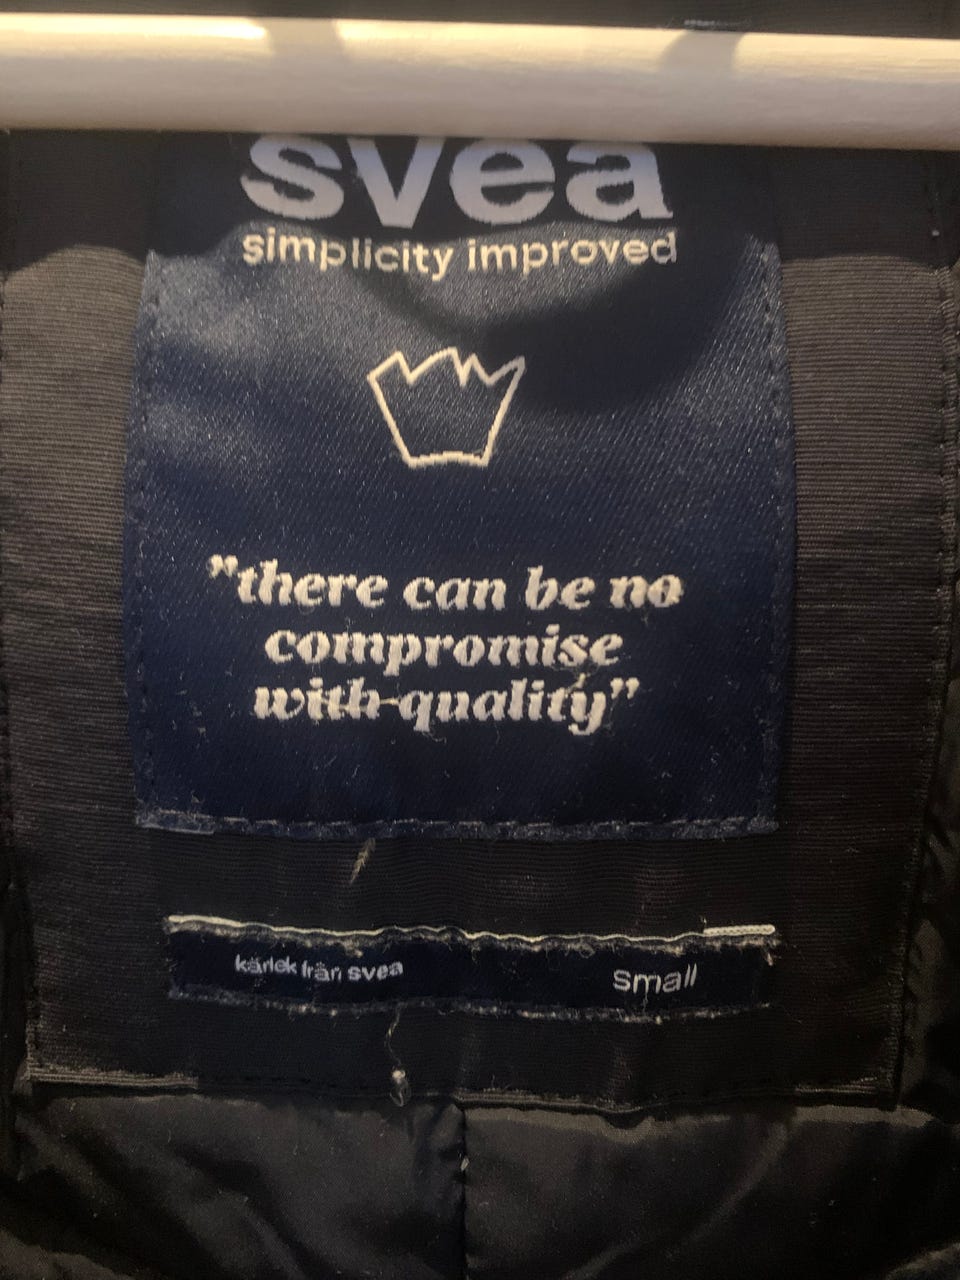 svea
simplicity improved
"there can be no
compromise
with quality"
kärlek från svea
Small